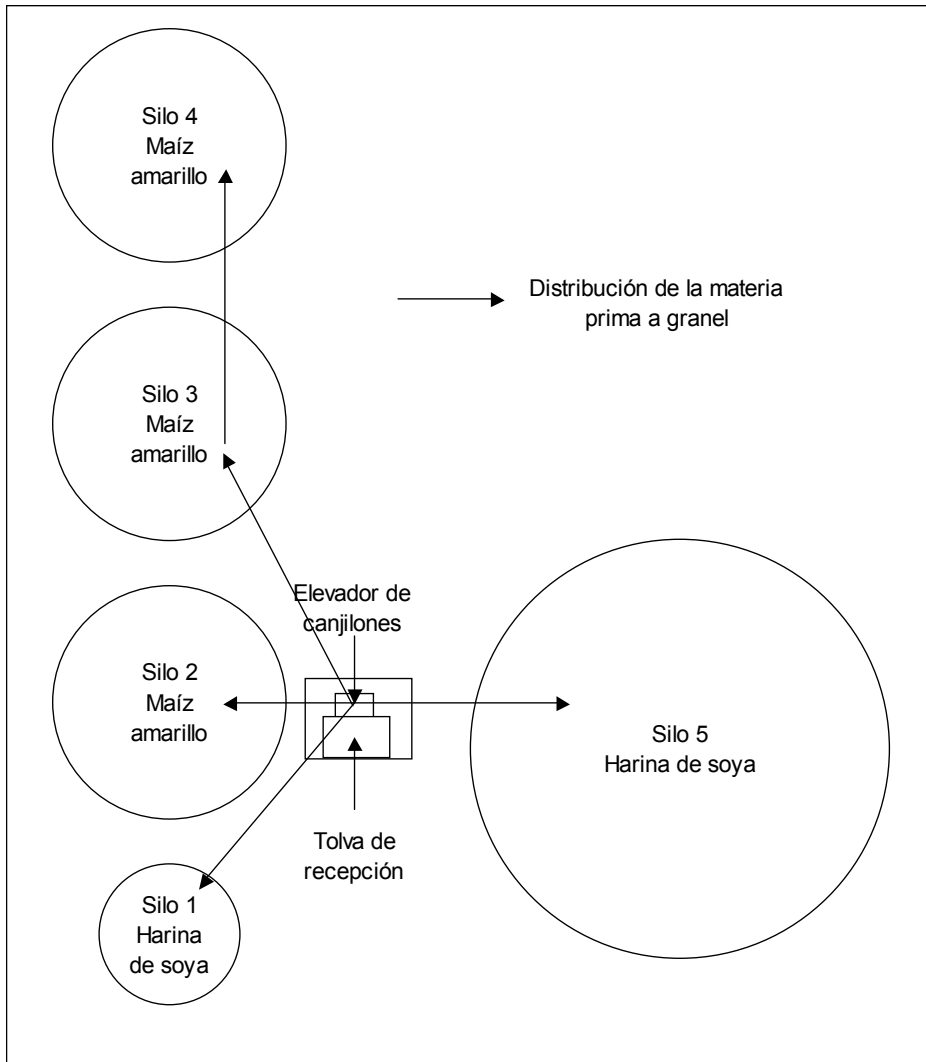 Silo 4
Maíz
amarillo
Distribución de la materia
prima a granel
Silo 3
Maíz
amarillo
Elevador de
canjilones
Silo 2
Maíz
amarillo
Silo 5
Harina de soya
Tolva de
recepción
Silo 1
Harina
de soya